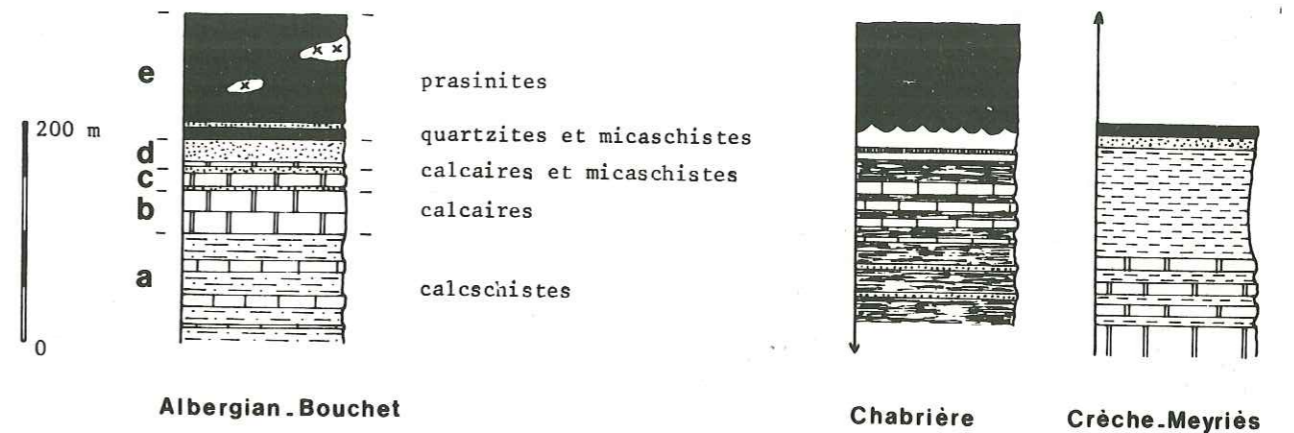 e
prasinites
200 m
quartzites et micaschistes
d
calcaires et micaschistes
c
b
calcaires
a
calcschistes
0
Albergian_Bouchet
Chabrière
Crèche_Meyriès